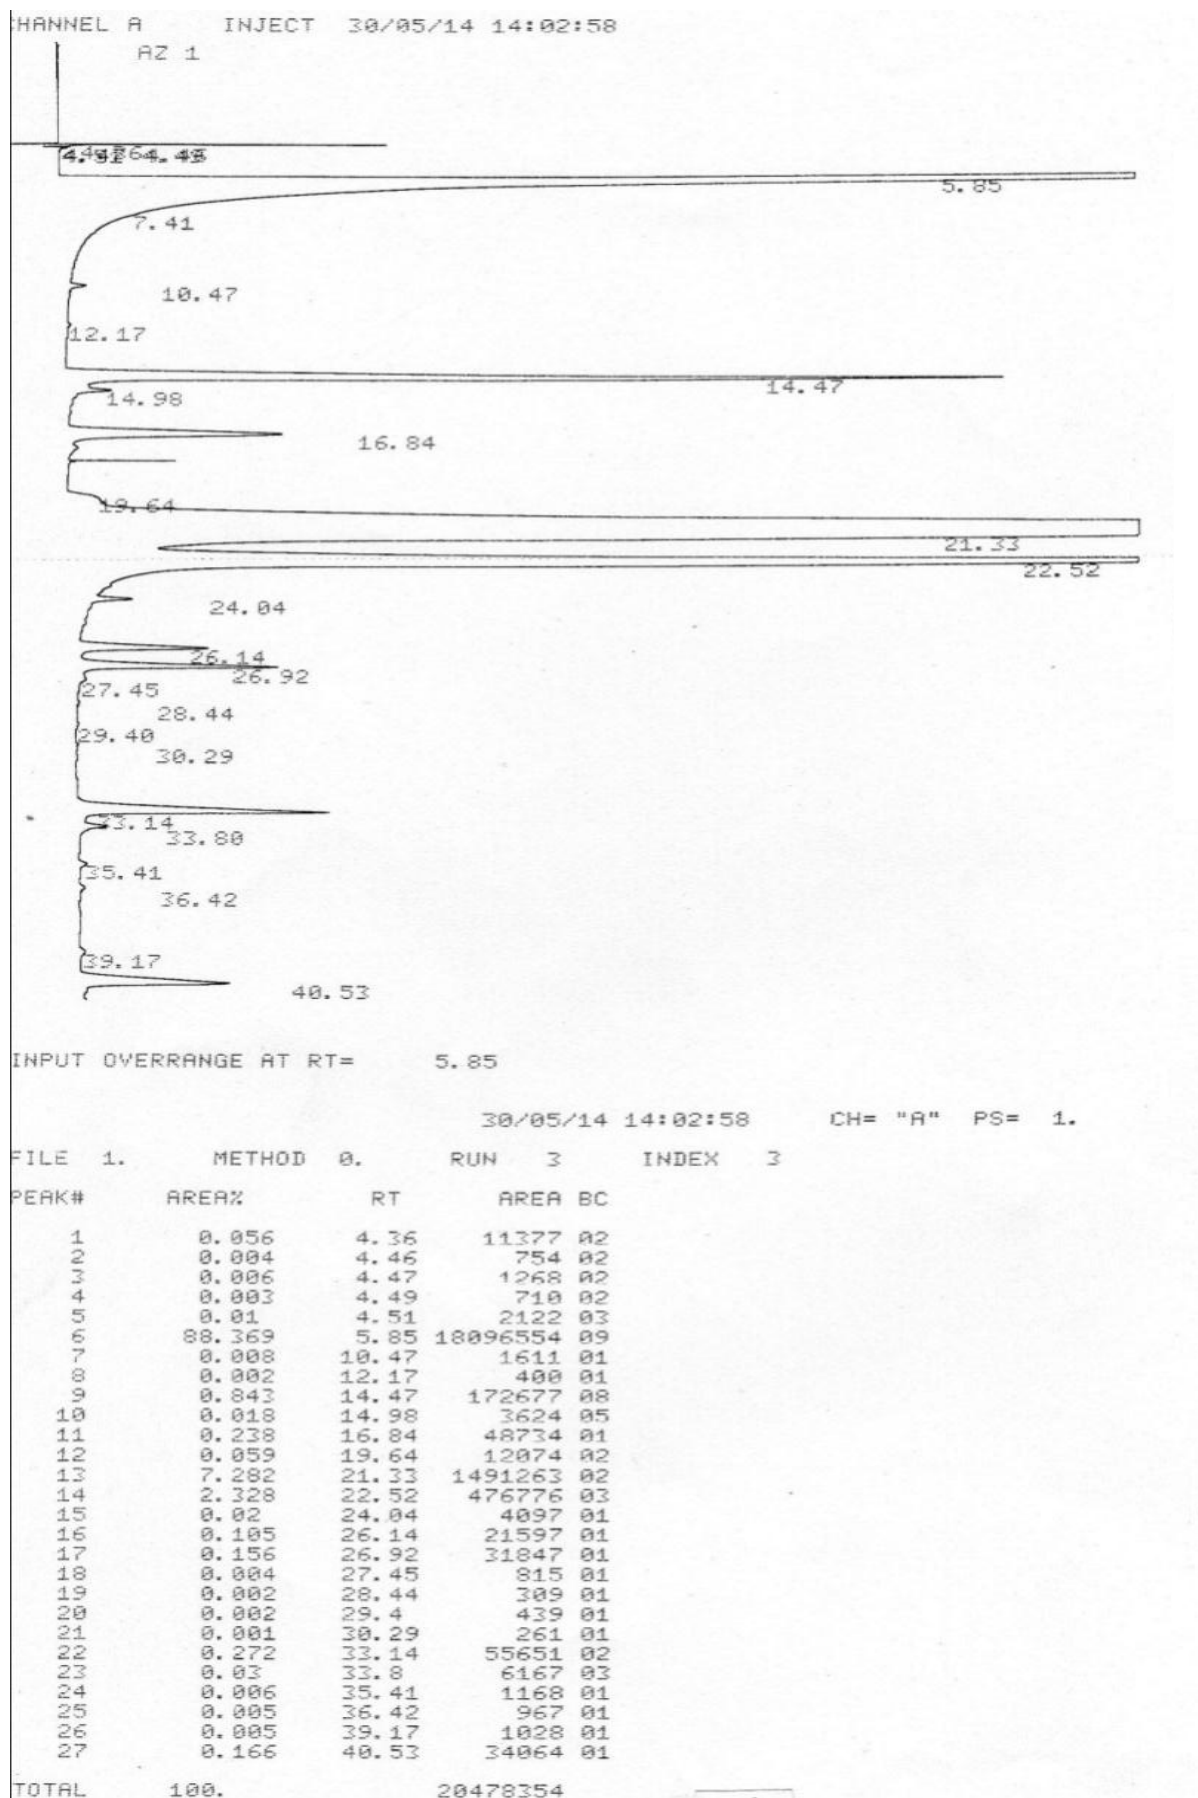 CHANNEL A INJECT 30/05/14 14:02:58
AZ 1
5.85
7.41
10.47
12.17
14.47
14.98
16.84
19.64
21.33
22.52
24.04
26.14
26.92
27.45
28.44
29.40
30.29
33.14
33.80
35.41
36.42
39.17
40.53
INPUT OVERRANGE AT RT= 5.85
30/05/14 14:02:58 CH= "A" PS= 1.
FILE 1. METHOD 0. RUN 3 INDEX 3
PEAK# AREA% RT AREA BC
1 0.056 4.36 11377 02
2 0.004 4.46 754 02
3 0.006 4.47 1268 02
4 0.003 4.49 710 02
5 0.01 4.51 2122 03
6 88.369 5.85 18096554 09
7 0.008 10.47 1611 01
8 0.002 12.17 400 01
9 0.843 14.47 172677 08
10 0.018 14.98 3624 05
11 0.238 16.84 48734 01
12 0.059 19.64 12074 02
13 7.282 21.33 1491263 02
14 2.328 22.52 476776 03
15 0.02 24.04 4097 01
16 0.105 26.14 21597 01
17 0.156 26.92 31847 01
18 0.004 27.45 815 01
19 0.002 28.44 309 01
20 0.002 29.4 439 01
21 0.001 30.29 261 01
22 0.272 33.14 55651 02
23 0.03 33.8 6167 03
24 0.006 35.41 1168 01
25 0.005 36.42 967 01
26 0.005 39.17 1028 01
27 0.166 40.53 34064 01
TOTAL 100. 20478354